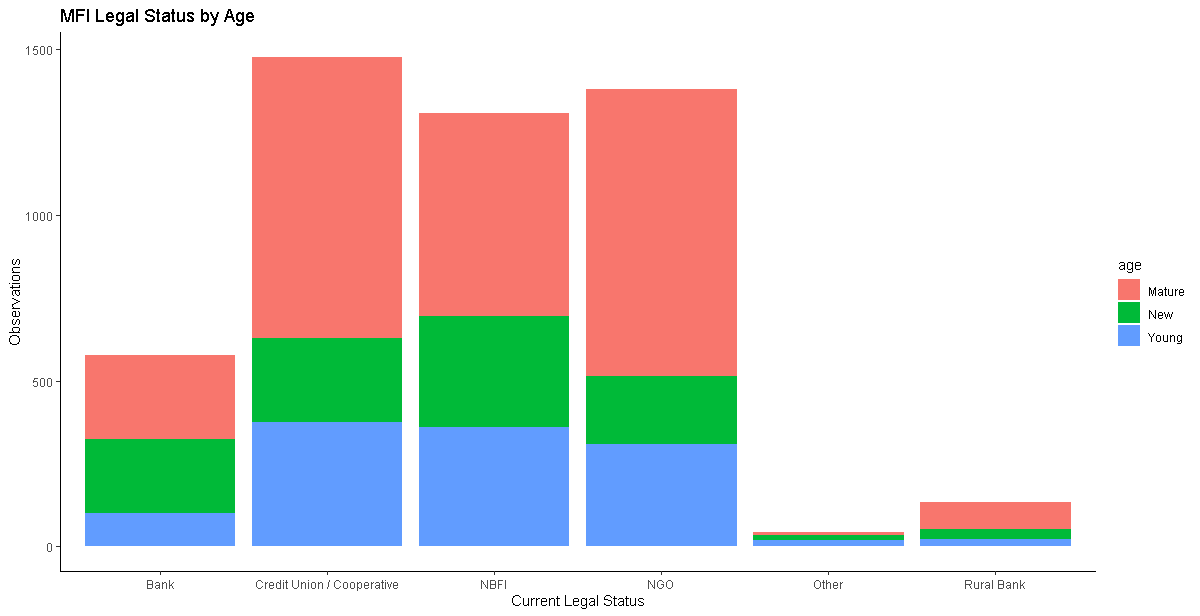 MFI Legal Status by Age
1500
1000
500
0
Observations
Bank
Credit Union / Cooperative
NBFI
NGO
Other
Rural Bank
Current Legal Status
age
Mature
New
Young